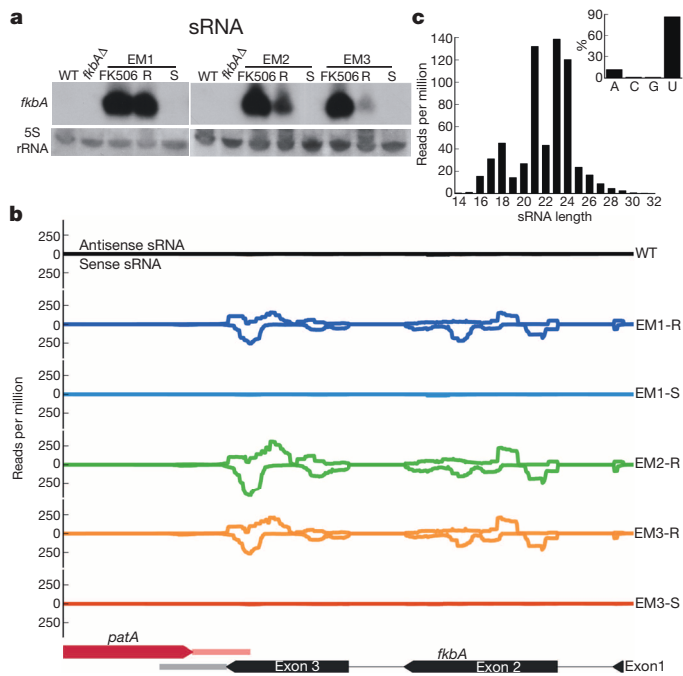 a
sRNA
EM1 EM2 EM3
WT fkbAΔ FK506 R S WT fkbAΔ FK506 R S FK506 R S
fkbA
5S
rRNA
c
Reads per million
140
120
100
80
60
40
20
0
14 16 18 20 22 24 26 28 30 32
sRNA length
%
90
60
30
0
A C G U
b
Reads per million
250
Antisense sRNA
0
Sense sRNA
250
WT
250
0
250
EM1-R
250
0
250
EM1-S
250
0
250
EM2-R
250
0
250
EM3-R
250
0
250
EM3-S
patA
fkbA
Exon 3 Exon 2 Exon1